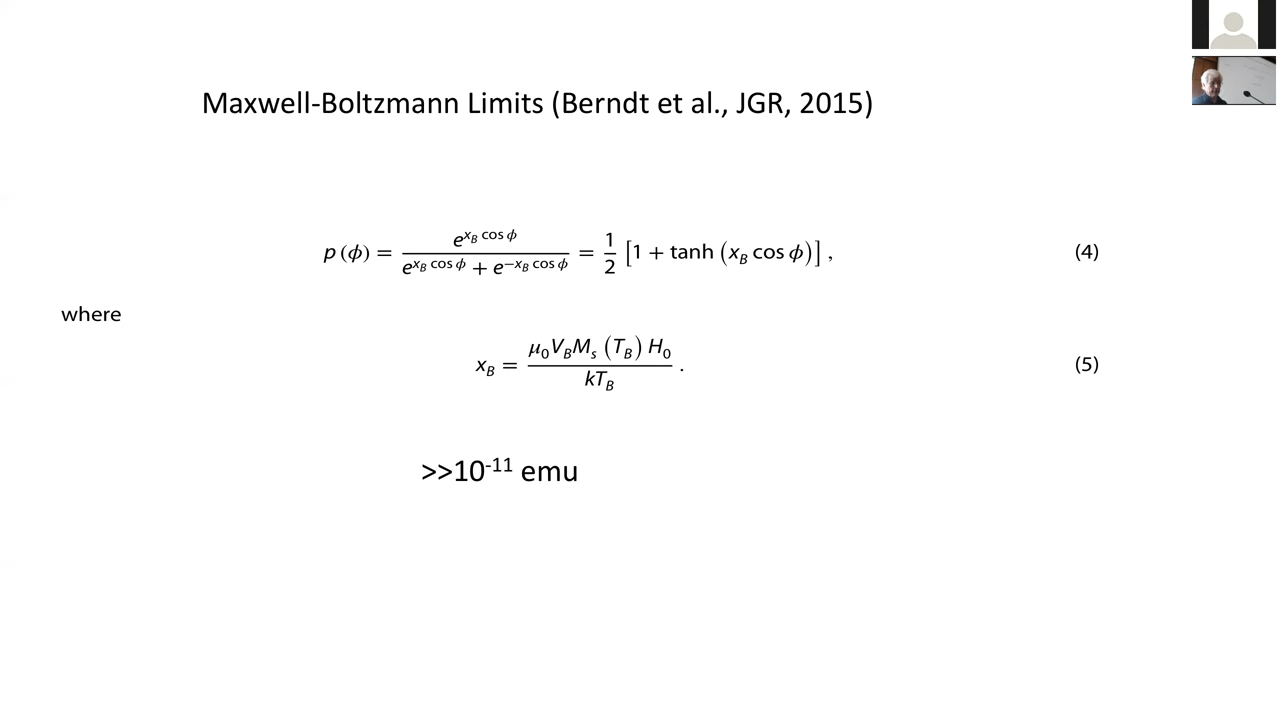 Maxwell-Boltzmann Limits (Berndt et al., JGR, 2015)
p(ϕ) = e^{x_B cos ϕ} / (e^{x_B cos ϕ} + e^{−x_B cos ϕ}) = 1/2 [1 + tanh (x_B cos ϕ)] , (4)
where
x_B = μ_0 V_B M_s (T_B) H_0 / kT_B . (5)
>>10^{-11} emu